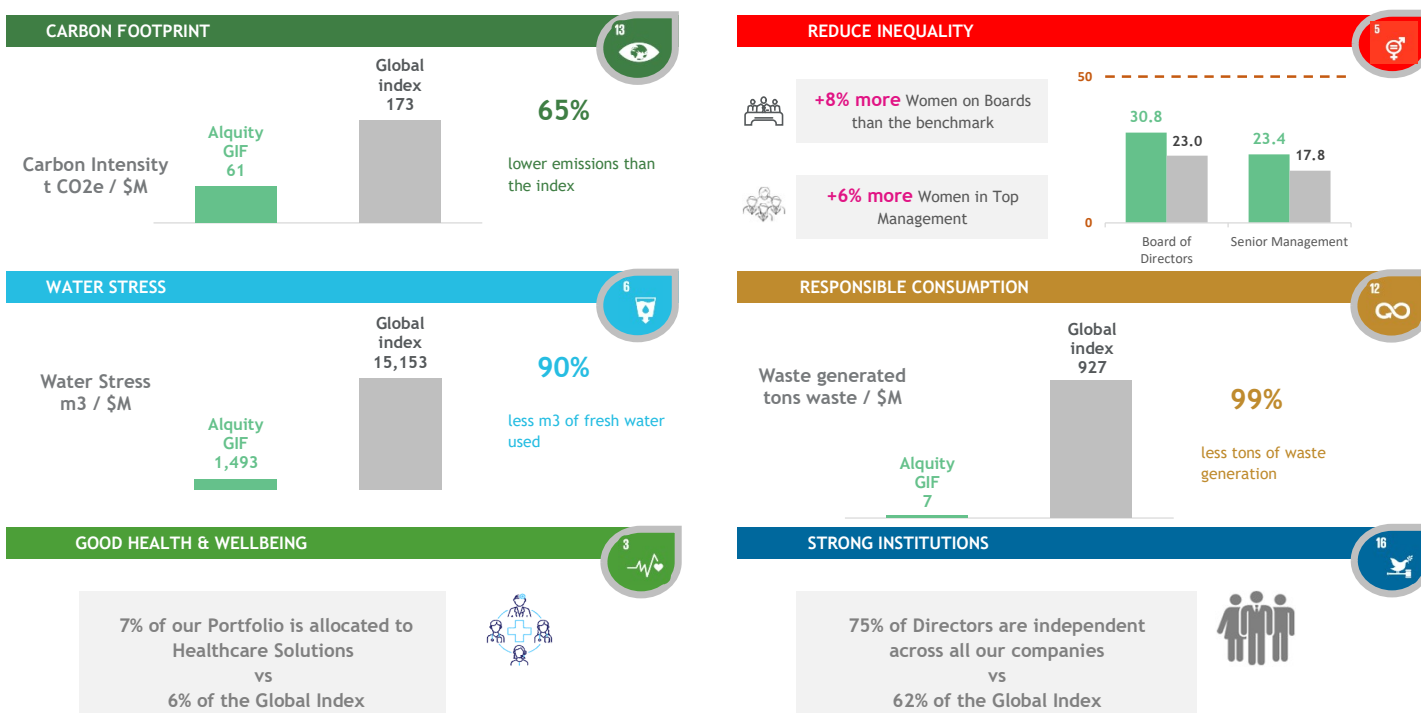 CARBON FOOTPRINT
13
Carbon Intensity
t CO2e / $M
Alquity
GIF
61
Global
index
173
65%
lower emissions than
the index
REDUCE INEQUALITY
5
+8% more Women on Boards
than the benchmark
+6% more Women in Top
Management
50
0
30.8
23.0
23.4
17.8
Board of
Directors
Senior Management
WATER STRESS
6
Water Stress
m3 / $M
Alquity
GIF
1,493
Global
index
15,153
90%
less m3 of fresh water
used
RESPONSIBLE CONSUMPTION
12
Waste generated
tons waste / $M
Alquity
GIF
7
Global
index
927
99%
less tons of waste
generation
GOOD HEALTH & WELLBEING
3
7% of our Portfolio is allocated to
Healthcare Solutions
vs
6% of the Global Index
STRONG INSTITUTIONS
16
75% of Directors are independent
across all our companies
vs
62% of the Global Index